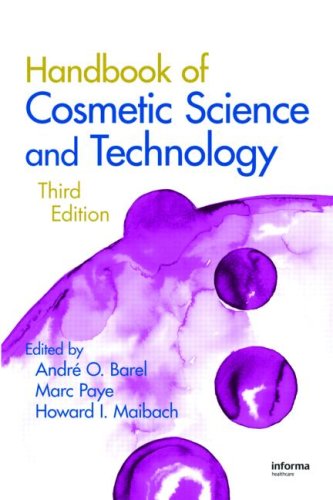 Handbook of
Cosmetic Science
and Technology
Third
Edition
Edited by
André O. Barel
Marc Paye
Howard I. Maibach
informa
healthcare